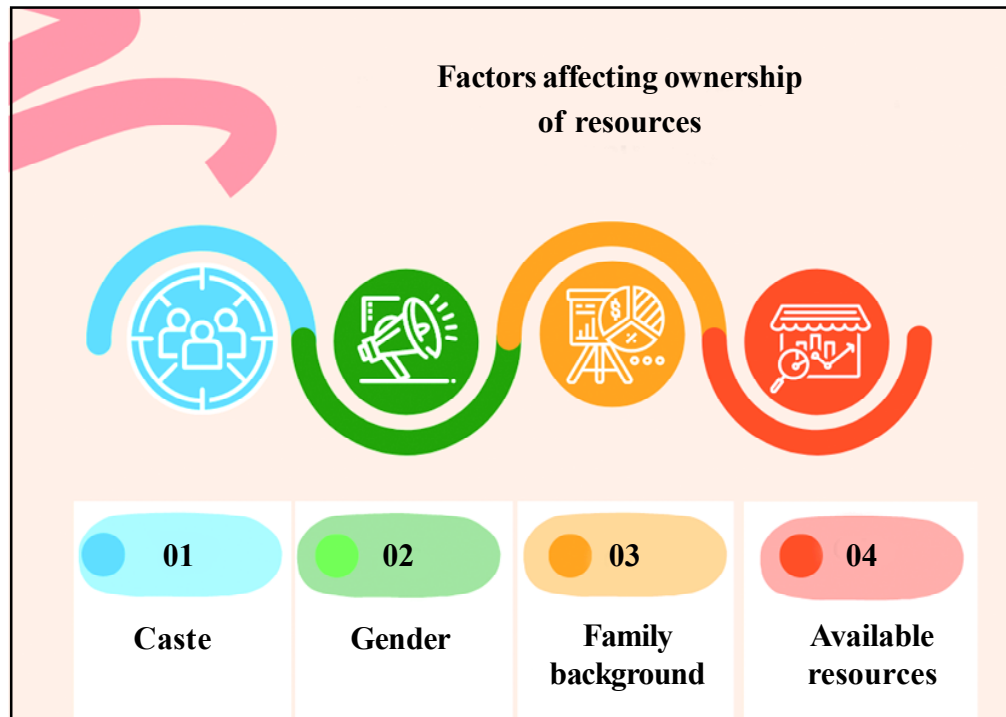 Factors affecting ownership
of resources
01
02
03
04
Caste
Gender
Family
background
Available
resources